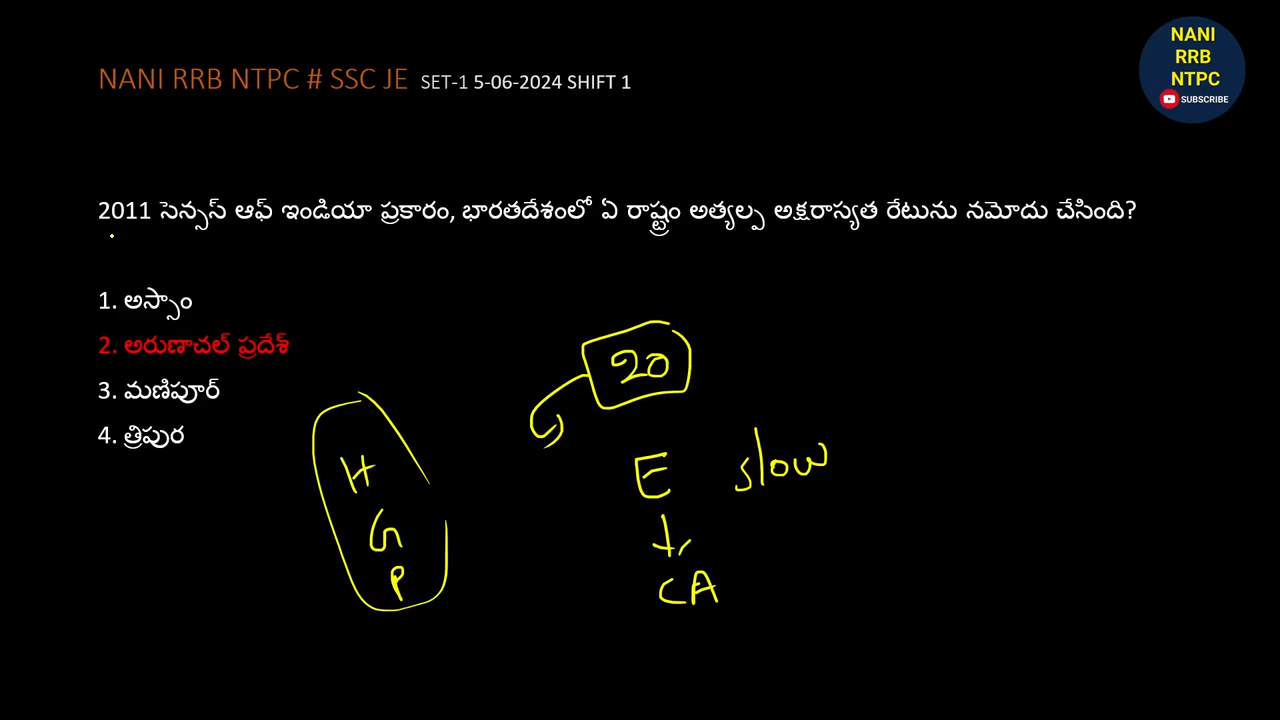 NANI RRB NTPC # SSC JE SET-1 5-06-2024 SHIFT 1
NANI
RRB
NTPC
SUBSCRIBE
2011 సెన్సస్ ఆఫ్ ఇండియా ప్రకారం, భారతదేశంలో ఏ రాష్ట్రం అత్యల్ప అక్షరాస్యత రేటును నమోదు చేసింది?
1. అస్సాం
2. అరుణాచల్ ప్రదేశ్
3. మణిపూర్
4. త్రిపుర
20
H
G
P
E slow
CA